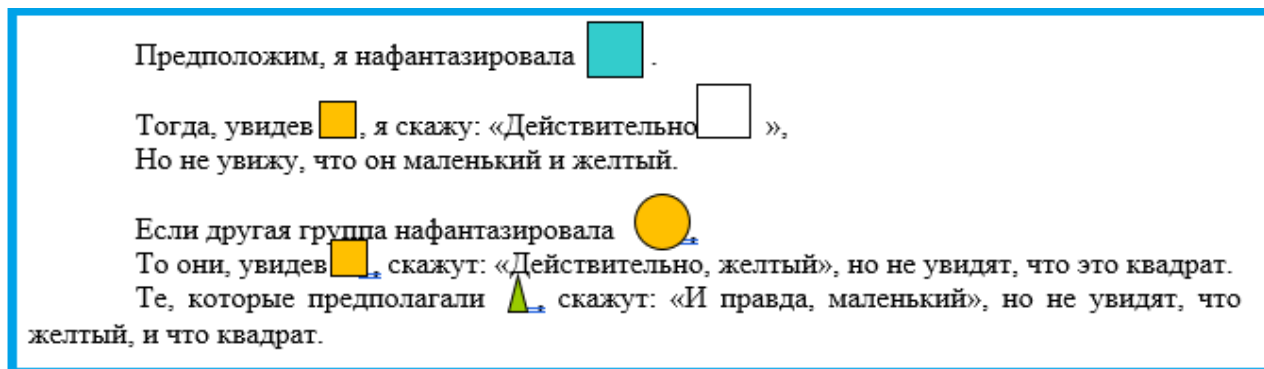 Предположим, я нафантазировала .
Тогда, увидев , я скажу: «Действительно »,
Но не увижу, что он маленький и желтый.
Если другая группа нафантазировала ,
То они, увидев , скажут: «Действительно, желтый», но не увидят, что это квадрат.
Те, которые предполагали , скажут: «И правда, маленький», но не увидят, что
желтый, и что квадрат.